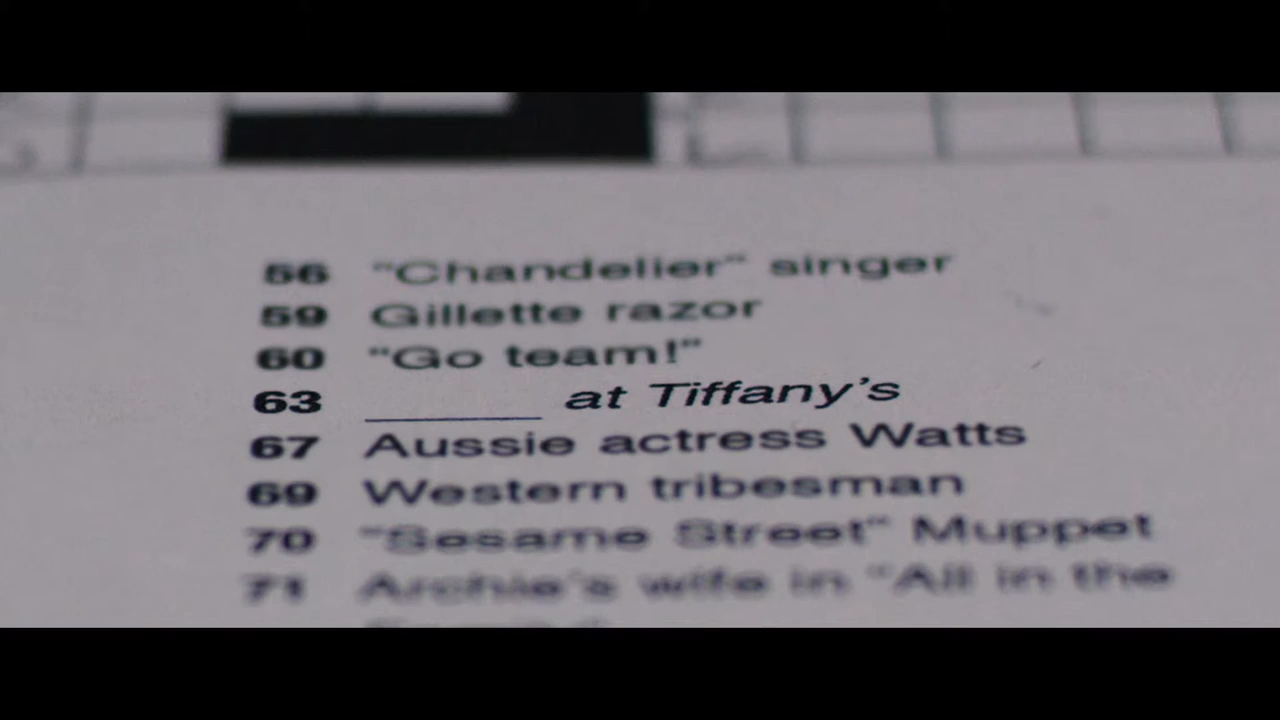 56 "Chandelier" singer
59 Gillette razor
60 "Go team!"
63 ______ at Tiffany's
67 Aussie actress Watts
69 Western tribesman
70 "Sesame Street" Muppet
71 Archie's wife in "All in the